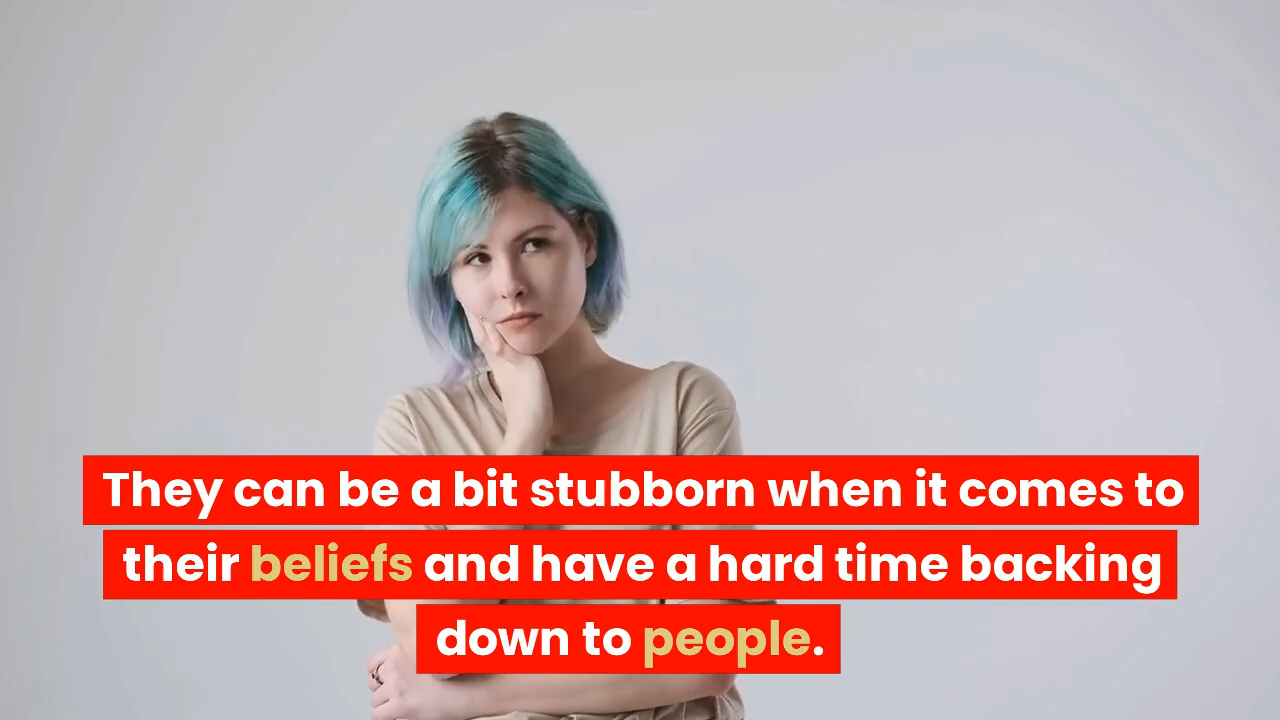 They can be a bit stubborn when it comes to
their beliefs and have a hard time backing
down to people.